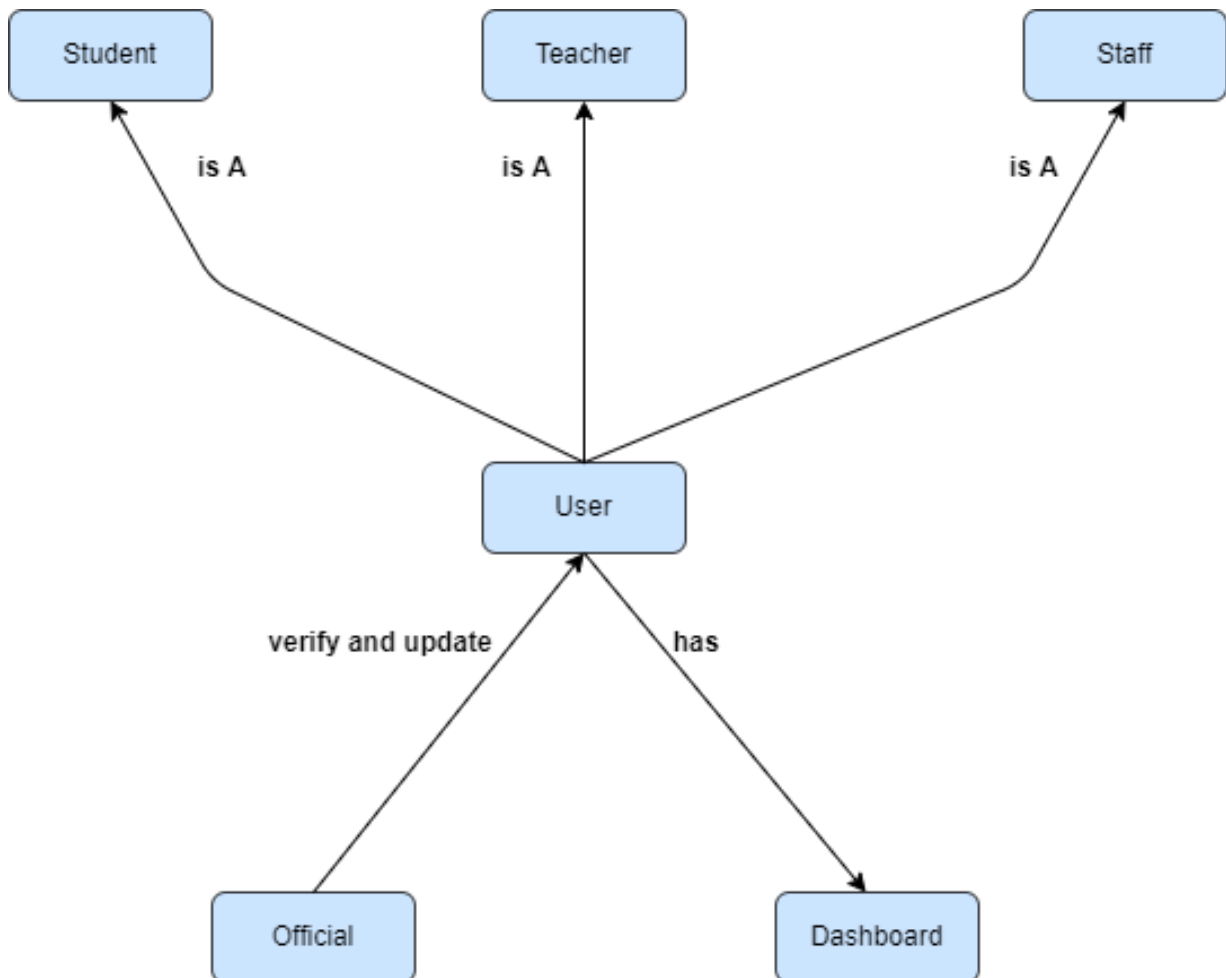 Student
Teacher
Staff
is A
is A
is A
User
verify and update
has
Official
Dashboard